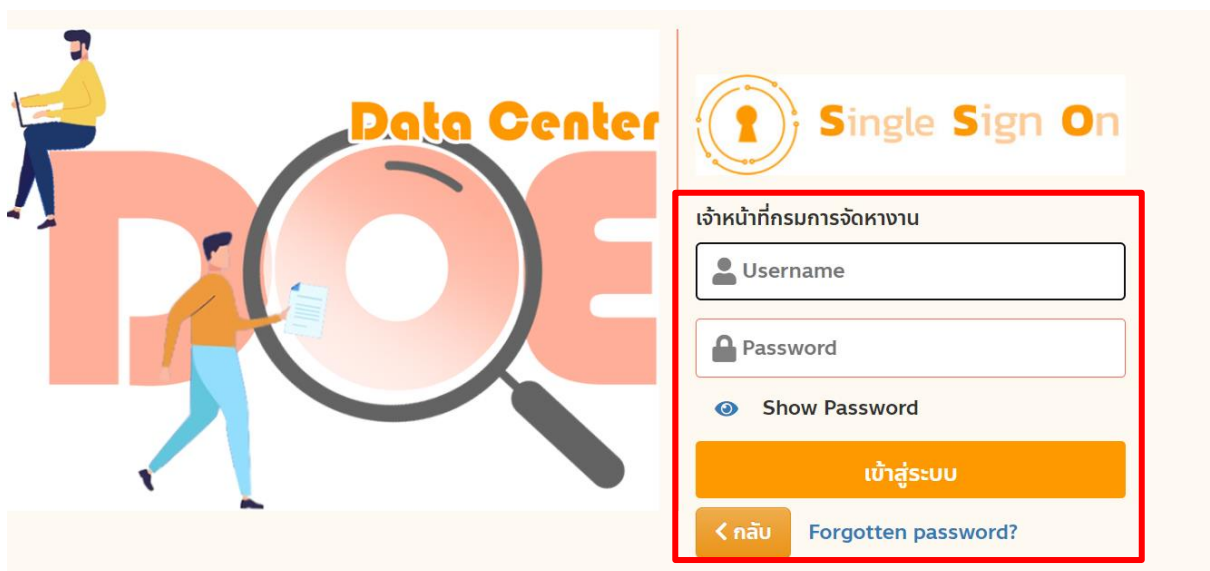 Data Center
DOE
Single Sign On
เจ้าหน้าที่กรมการจัดหางาน
Username
Password
Show Password
เข้าสู่ระบบ
กลับ Forgotten password?